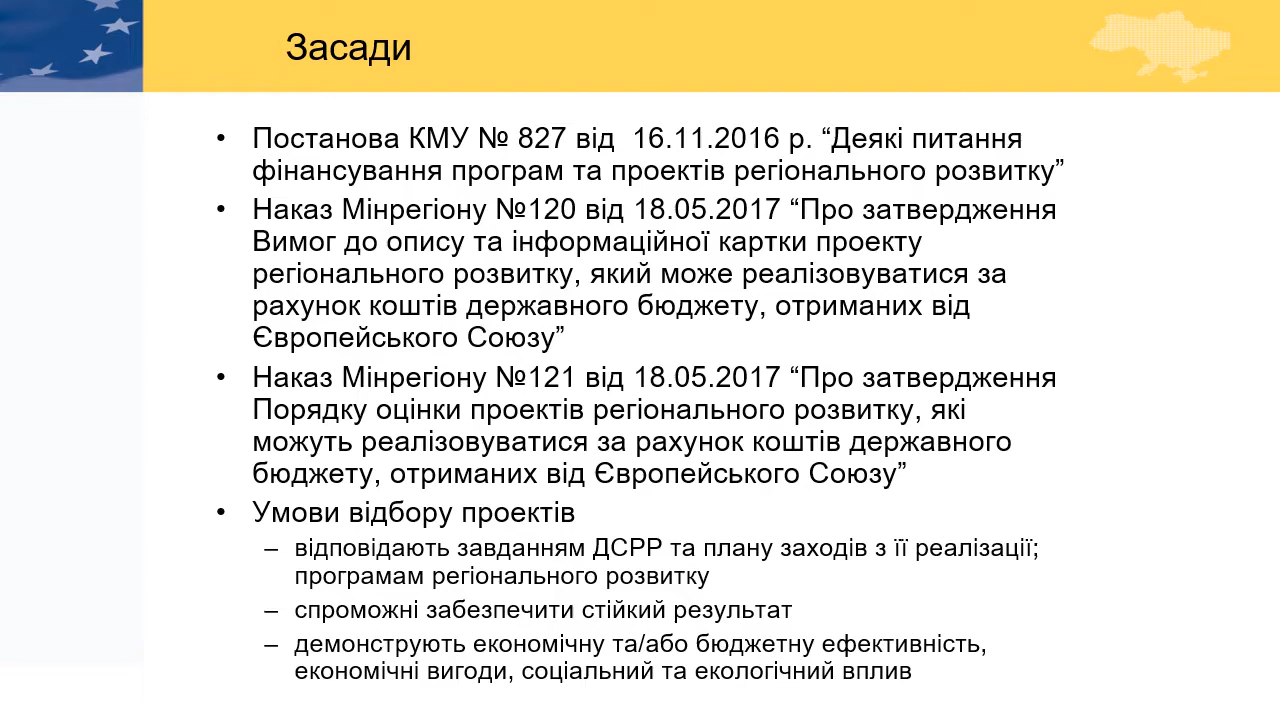 Засади
• Постанова КМУ № 827 від  16.11.2016 р. “Деякі питання
фінансування програм та проектів регіонального розвитку”
• Наказ Мінрегіону №120 від 18.05.2017 “Про затвердження
Вимог до опису та інформаційної картки проекту
регіонального розвитку, який може реалізовуватися за
рахунок коштів державного бюджету, отриманих від
Європейського Союзу”
• Наказ Мінрегіону №121 від 18.05.2017 “Про затвердження
Порядку оцінки проектів регіонального розвитку, які
можуть реалізовуватися за рахунок коштів державного
бюджету, отриманих від Європейського Союзу”
• Умови відбору проектів
– відповідають завданням ДСРР та плану заходів з її реалізації;
програмам регіонального розвитку
– спроможні забезпечити стійкий результат
– демонструють економічну та/або бюджетну ефективність,
економічні вигоди, соціальний та екологічний вплив